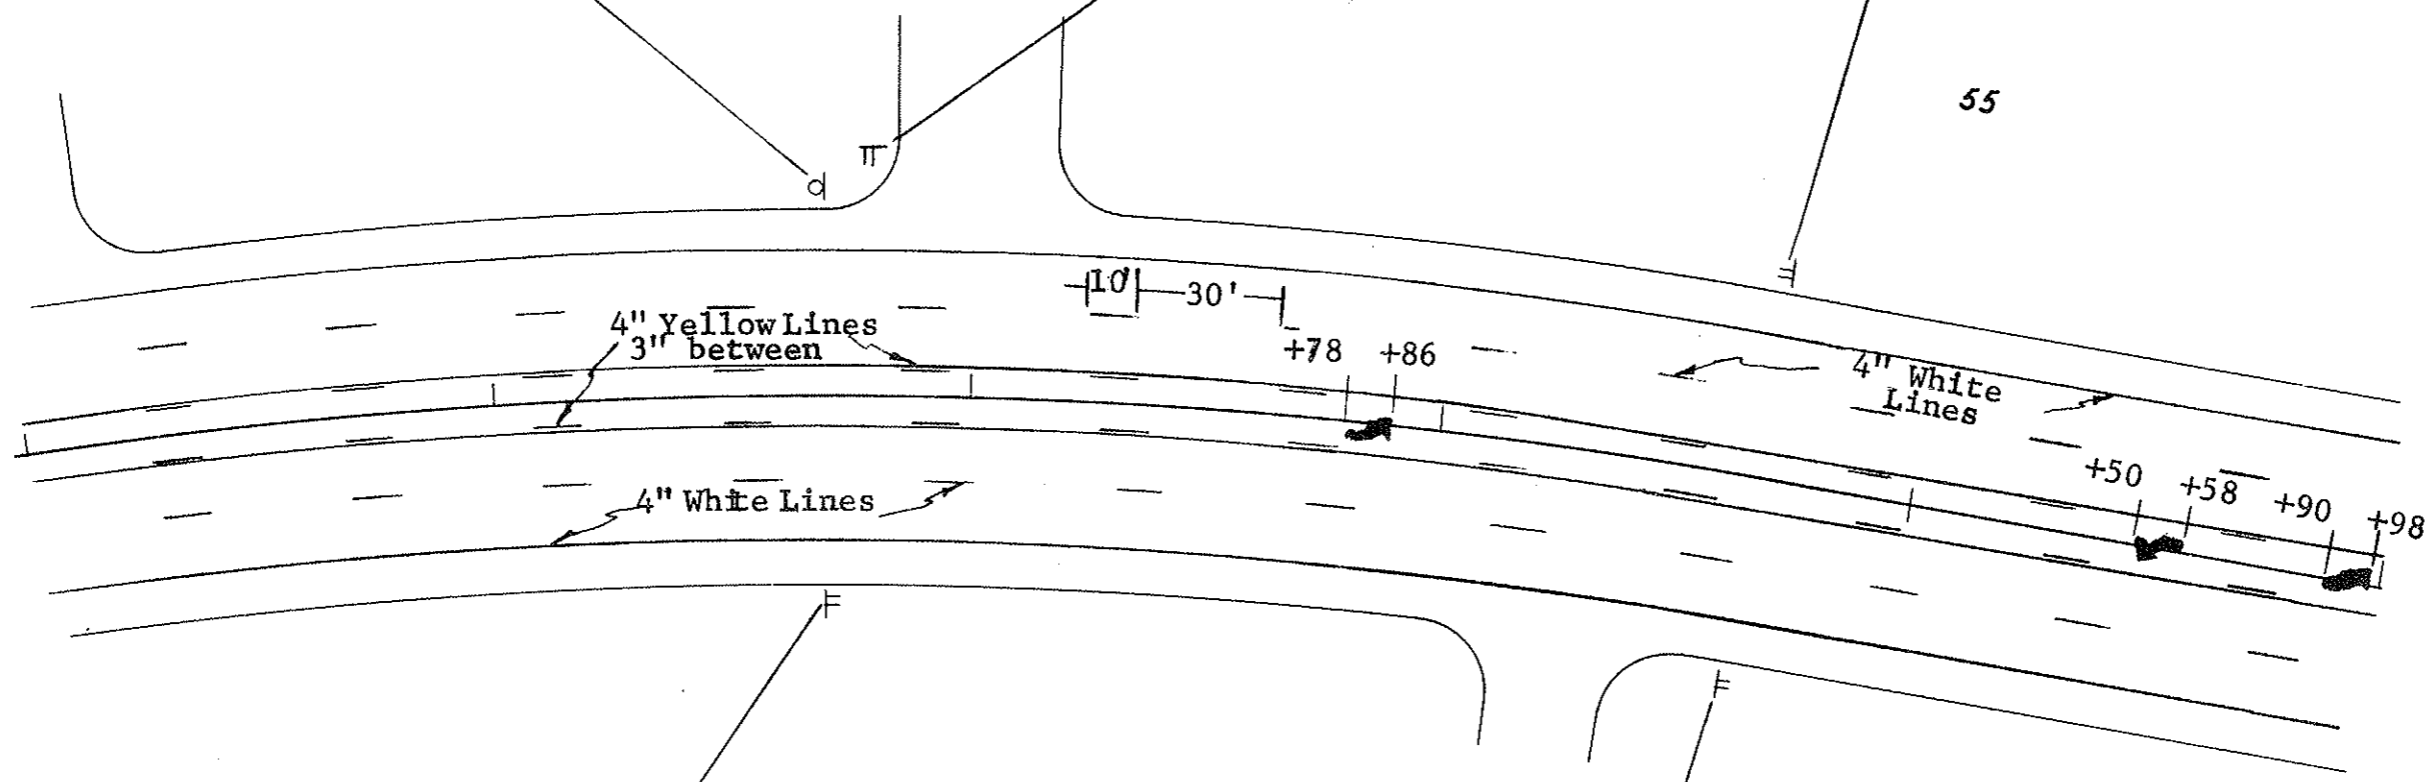 55
10'
30'
4" Yellow Lines
3" between
+78
+86
4" White
Lines
+50
+58
+90
+98
4" White Lines